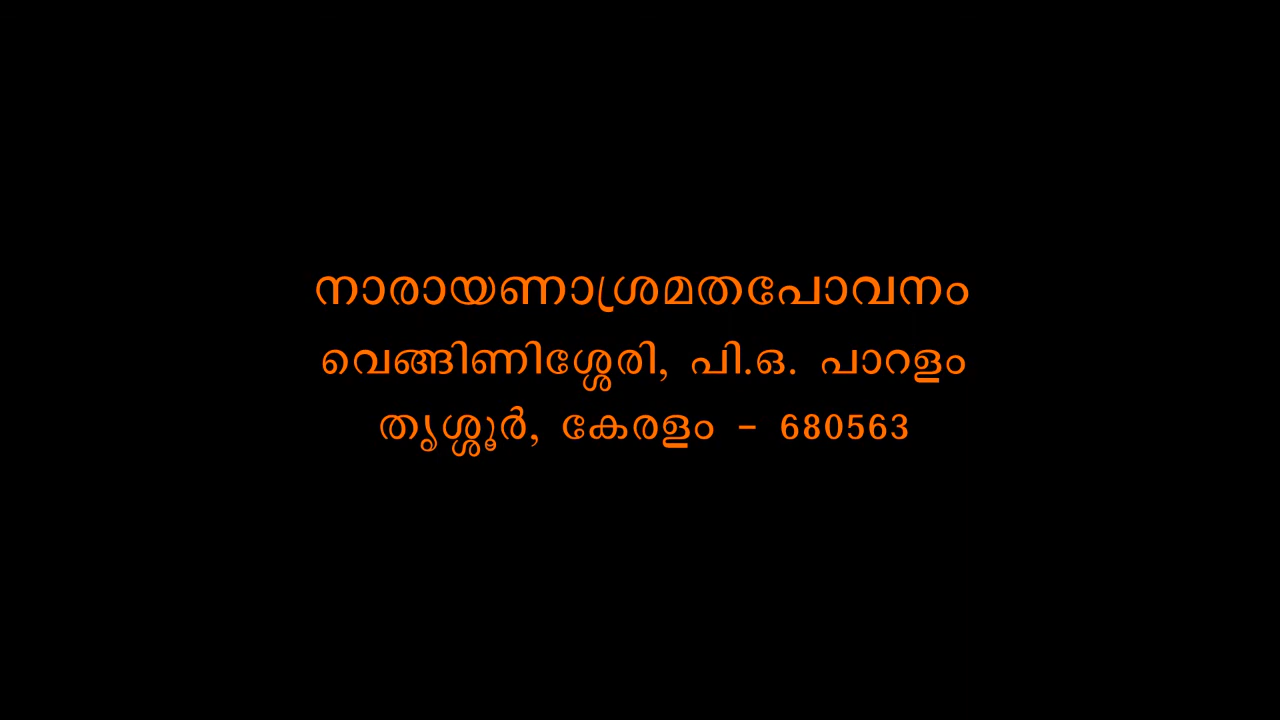 നാരായണാശ്രമതപോവനം
വെങ്ങിണിശ്ശേരി, പി.ഒ. പാറളം
തൃശ്ശൂർ, കേരളം - 680563